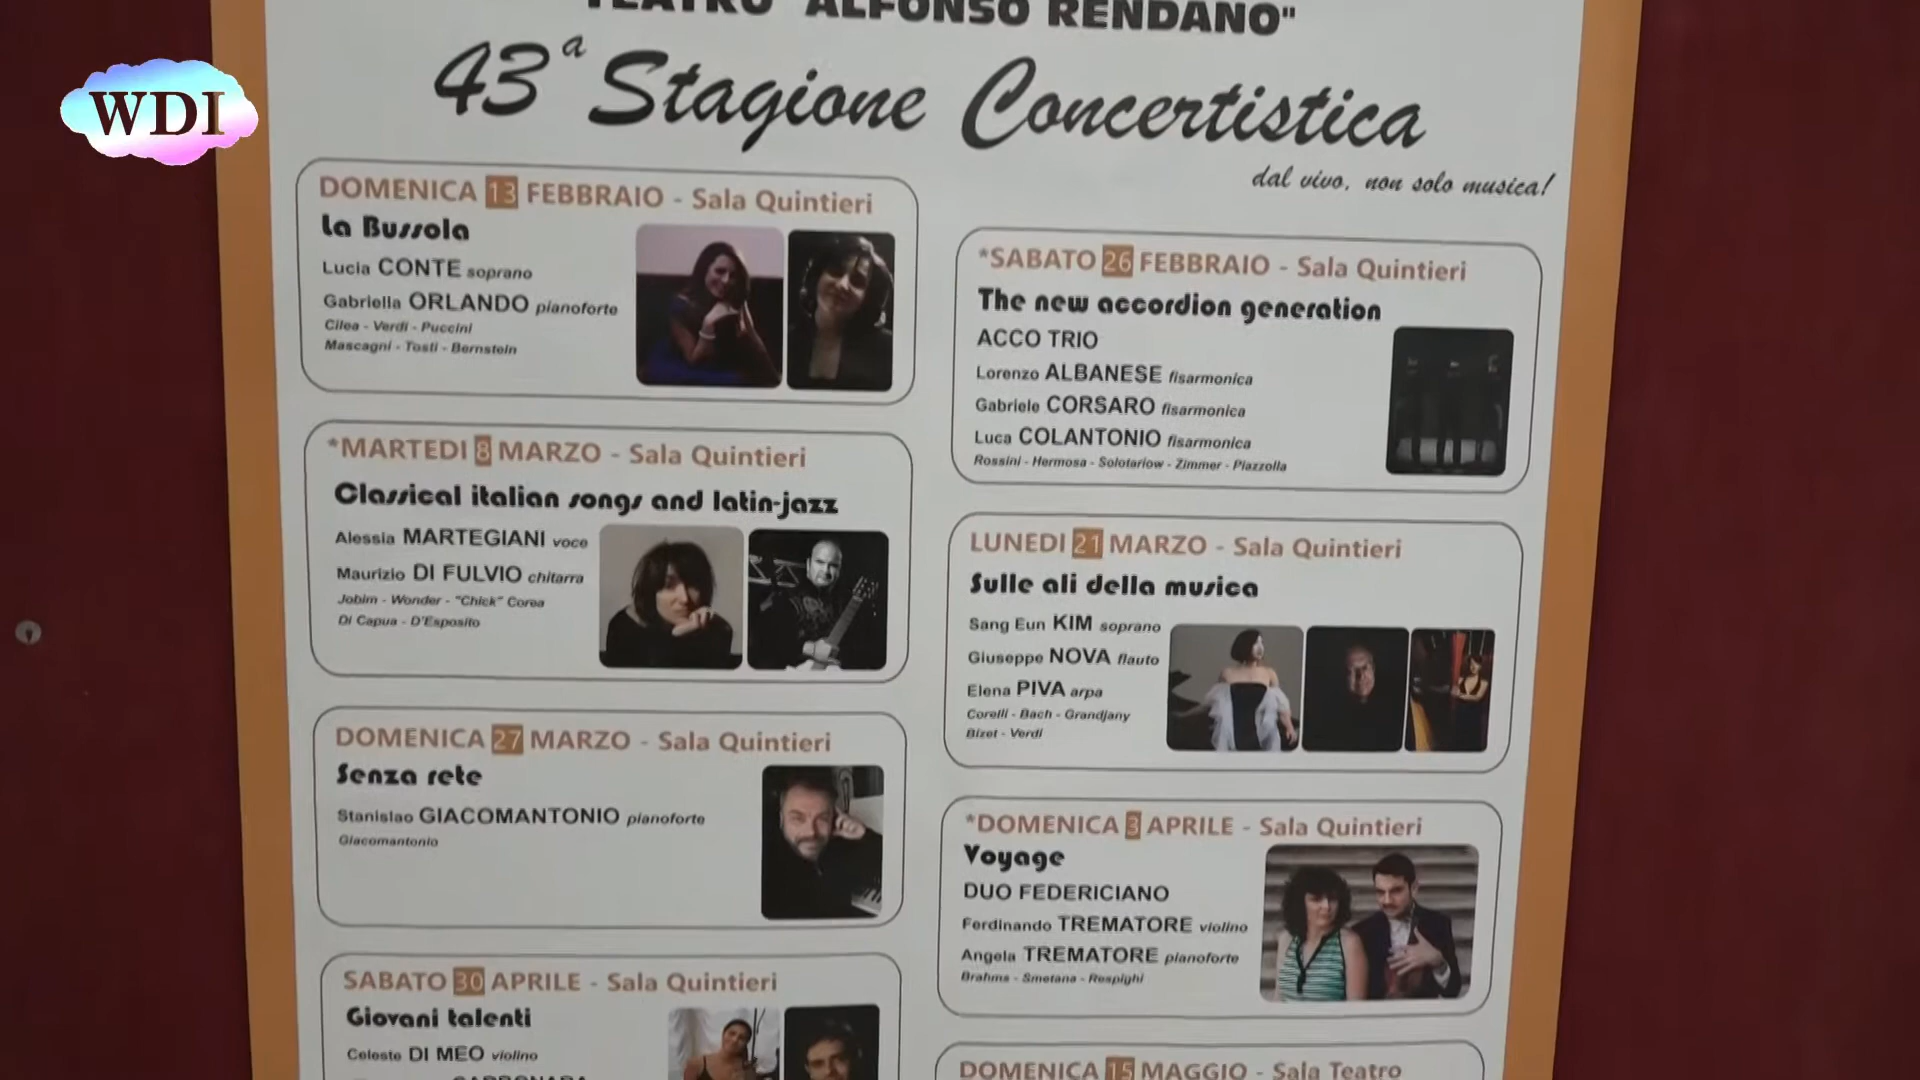 WDI
TEATRO "ALFONSO RENDANO"
43ª Stagione Concertistica
dal vivo, non solo musica!
DOMENICA 13 FEBBRAIO - Sala Quintieri
La Bussola
Lucia CONTE soprano
Gabriella ORLANDO pianoforte
Cilea - Verdi - Puccini
Mascagni - Tosti - Bernstein
*SABATO 26 FEBBRAIO - Sala Quintieri
The new accordion generation
ACCO TRIO
Lorenzo ALBANESE fisarmonica
Gabriele CORSARO fisarmonica
Luca COLANTONIO fisarmonica
Rossini - Hermosa - Solotariow - Zimmer - Piazzolla
*MARTEDI 8 MARZO - Sala Quintieri
Classical italian songs and latin-jazz
Alessia MARTEGIANI voce
Maurizio DI FULVIO chitarra
Jobim - Wonder - "Chick" Corea
Di Capua - D'Esposito
LUNEDI 21 MARZO - Sala Quintieri
Sulle ali della musica
Sang Eun KIM soprano
Giuseppe NOVA flauto
Elena PIVA arpa
Corelli - Bach - Grandjany
Bizet - Verdi
DOMENICA 27 MARZO - Sala Quintieri
Senza rete
Stanislao GIACOMANTONIO pianoforte
Giacomantonio
*DOMENICA 3 APRILE - Sala Quintieri
Voyage
DUO FEDERICIANO
Ferdinando TREMATORE violino
Angela TREMATORE pianoforte
Brahms - Smetana - Respighi
SABATO 30 APRILE - Sala Quintieri
Giovani talenti
Celeste DI MEO violino
DOMENICA 15 MAGGIO - Sala Teatro